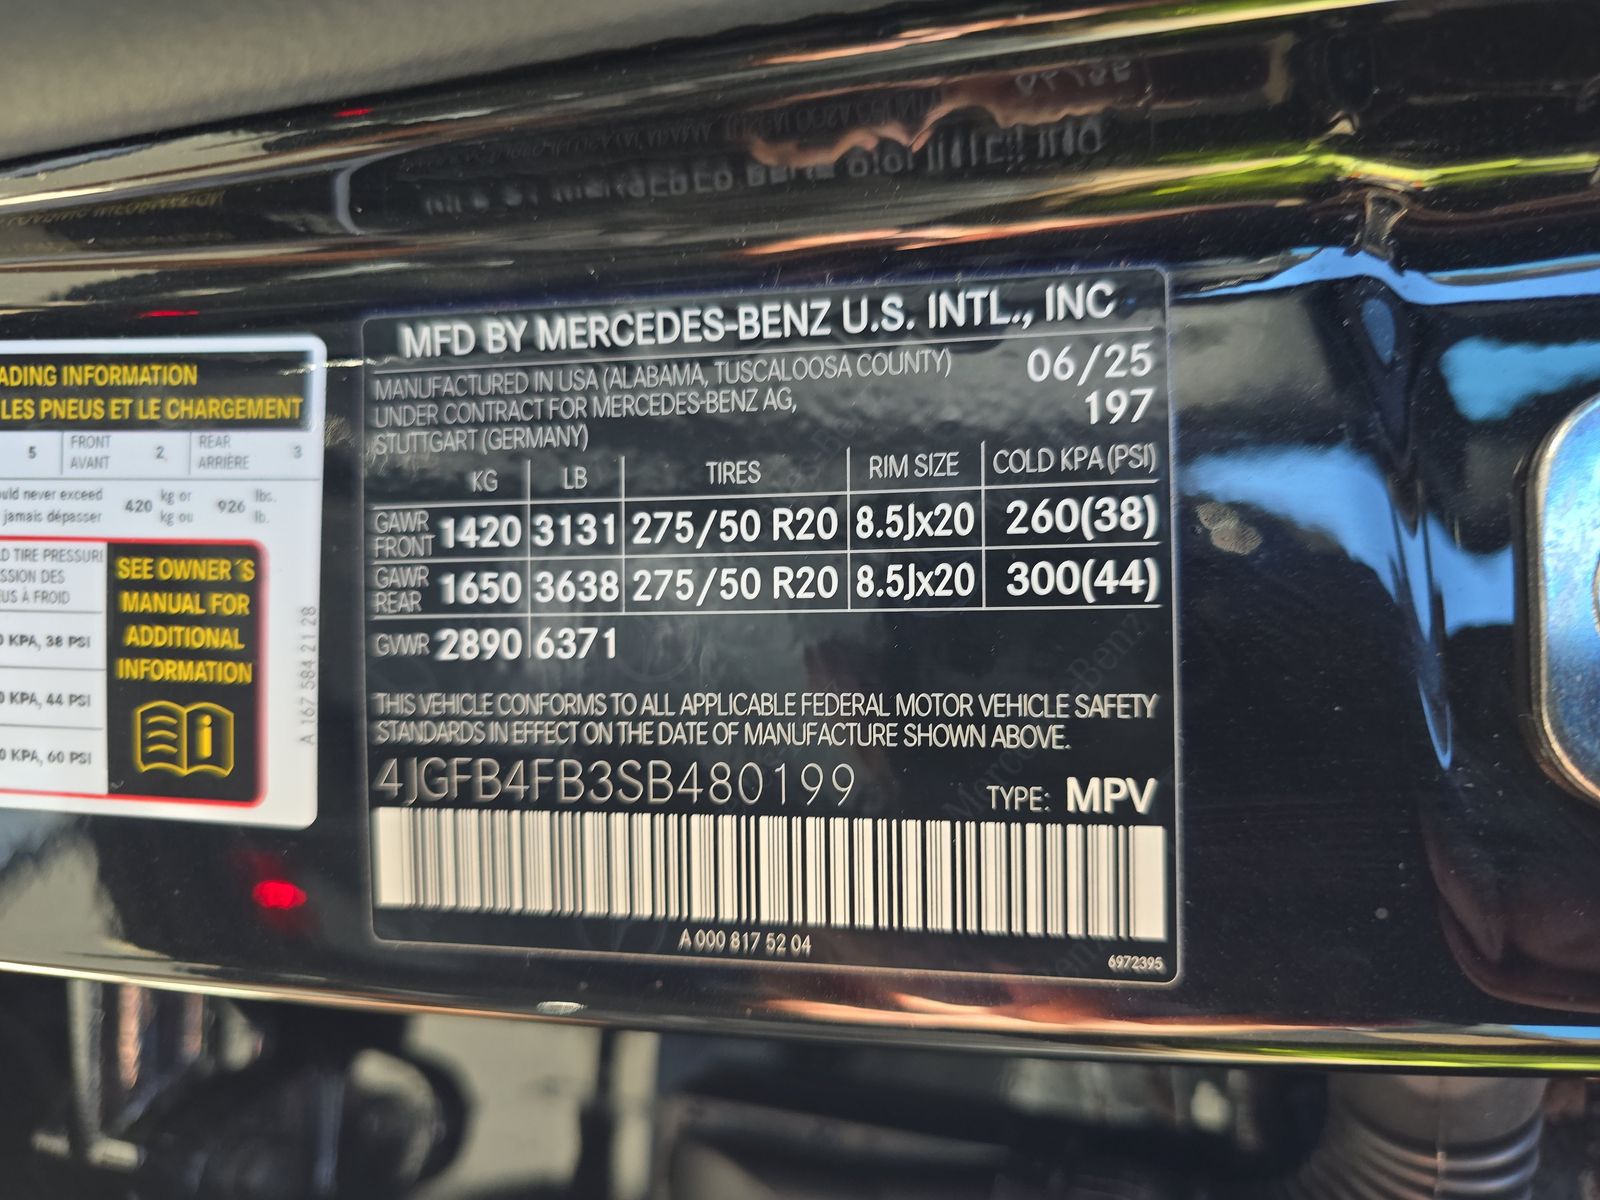 ADING INFORMATION
LES PNEUS ET LE CHARGEMENT
5 FRONT AVANT 2 REAR ARRIÈRE 3
uld never exceed 420 kg or 926 lbs.
jamais dépasser kg ou lb.
D TIRE PRESSURE
SSION DES
US À FROID
0 KPA, 38 PSI
0 KPA, 44 PSI
0 KPA, 60 PSI
SEE OWNER´S
MANUAL FOR
ADDITIONAL
INFORMATION
A 167 584 21 28
MFD BY MERCEDES-BENZ U.S. INTL., INC
MANUFACTURED IN USA (ALABAMA, TUSCALOOSA COUNTY) 06/25
UNDER CONTRACT FOR MERCEDES-BENZ AG, 197
STUTTGART (GERMANY)
KG LB TIRES RIM SIZE COLD KPA (PSI)
GAWR FRONT 1420 3131 275/50 R20 8.5Jx20 260(38)
GAWR REAR 1650 3638 275/50 R20 8.5Jx20 300(44)
GVWR 2890 6371
THIS VEHICLE CONFORMS TO ALL APPLICABLE FEDERAL MOTOR VEHICLE SAFETY
STANDARDS IN EFFECT ON THE DATE OF MANUFACTURE SHOWN ABOVE.
4JGFB4FB3SB480199 TYPE: MPV
A 000 817 52 04
6972395